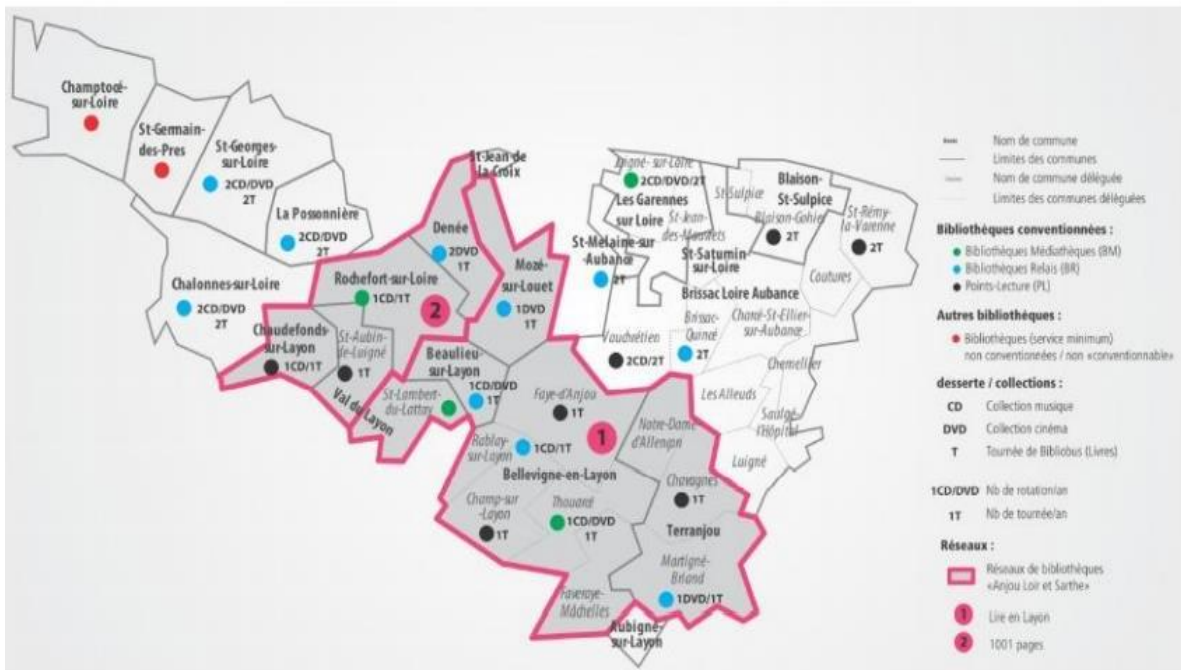 Champtocé
-sur-Loire
St-Germain-
des-Pres
St-Georges-
sur-Loire
2CD/DVD
2T
La Possonnière
2CD/DVD
2T
Chalonnes-sur-Loire
2CD/DVD
2T
St-Jean de
La Croix
Denée
2DVD
1T
Rochefort-sur-Loire
1CD/1T
2
Mozé-
sur-Louet
1DVD
1T
Chaudefonds-
sur-Layon
1CD/1T
St-Aubin-
de-Luigné
1T
Val du Layon
Beaulieu-
sur-Layon
1CD/DVD
1T
St-Lambert-
du-Lattay
Faye-d'Anjou
1T
1
Rablay-
sur-Layon
1CD/1T
Bellevigne-en-Layon
Champ-sur
-Layon
1T
Thouarcé
1CD/DVD
1T
Faveraye-
Mâchelles
Notre-Dame
d'Allençon
Chavagnes
1T
Terranjou
Martigné-
Briand
1DVD/1T
Aubigné-
sur-Layon
2CD/DVD/2T
Les Garennes
sur Loire
St-Jean-
des-Mauvrets
St-Sulpice
Blaison-
St-Sulpice
Blaison-Gohier
2T
St-Rémy-
la-Varenne
2T
St-Melaine-sur-
Aubance
2T
St-Saturnin-
sur-Loire
Brissac Loire Aubance
Coutures
Vauchrétien
2CD/2T
Brissac-
Quincé
2T
Charcé-St-Ellier-
sur-Aubance
Chemellier
Les Alleuds
Saulgé-
l'Hôpital
Luigné
Nom de commune
Limites des communes
Nom de commune déléguée
Limites des communes déléguées
Bibliothèques conventionnées :
Bibliothèques Médiathèques (BM)
Bibliothèques Relais (BR)
Points-Lecture (PL)
Autres bibliothèques :
Bibliothèques (service minimum)
non conventionnées / non «conventionnable»
desserte / collections :
CD Collection musique
DVD Collection cinéma
T Tournée de Bibliobus (Livres)
1CD/DVD Nb de rotation/an
1T Nb de tournée/an
Réseaux :
Réseaux de bibliothèques
«Anjou Loir et Sarthe»
1 Lire en Layon
2 1001 pages